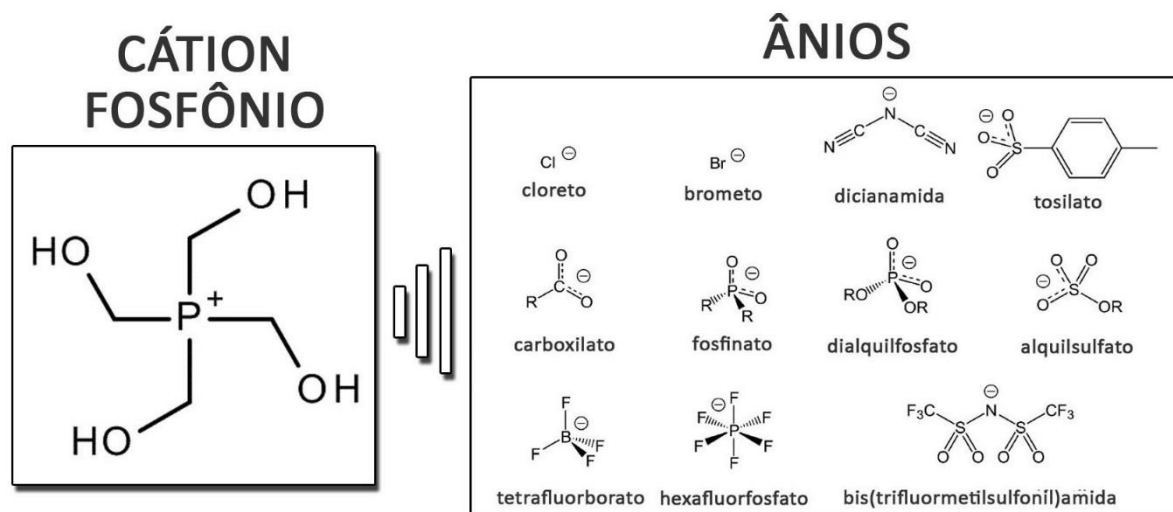 CÁTION
FOSFÔNIO
OH
HO
P+
OH
HO
ÂNIOS
Cl⊖
cloreto
Br⊖
brometo
⊖
N
C C
N N
dicianamida
⊖ O
O S
O
tosilato
O
C ⊖
R O
carboxilato
O ⊖
P O
R R
fosfinato
O ⊖
P O
RO OR
dialquilfosfato
O O
⊖ S
O OR
alquilsulfato
F
B ⊖
F F F
tetrafluorborato
⊖ F
F F
P
F F
F
hexafluorfosfato
⊖
F3C N CF3
S S
O O O O
bis(trifluormetilsulfonil)amida